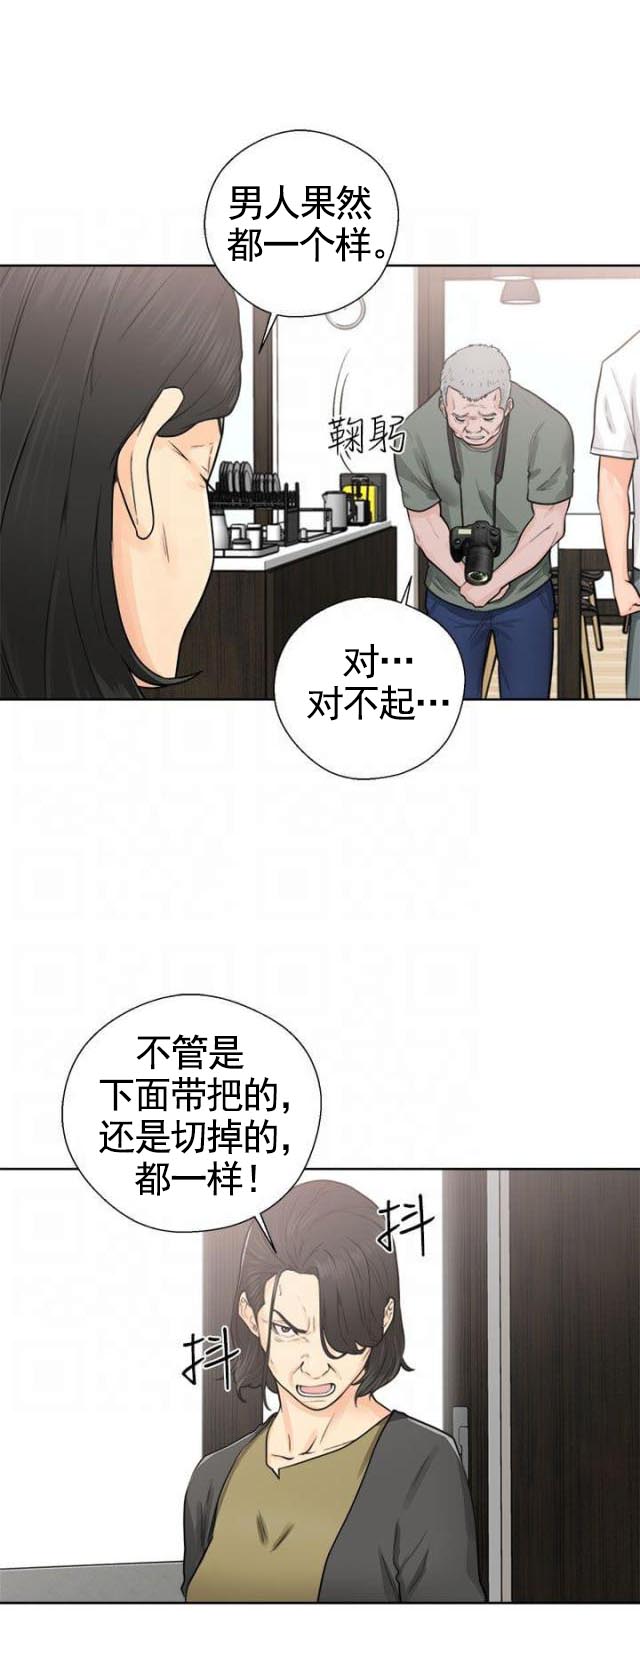 男人果然
都一个样。
鞠躬
对…
对不起…
不管是
下面带把的，
还是切掉的，
都一样！
抖
抖